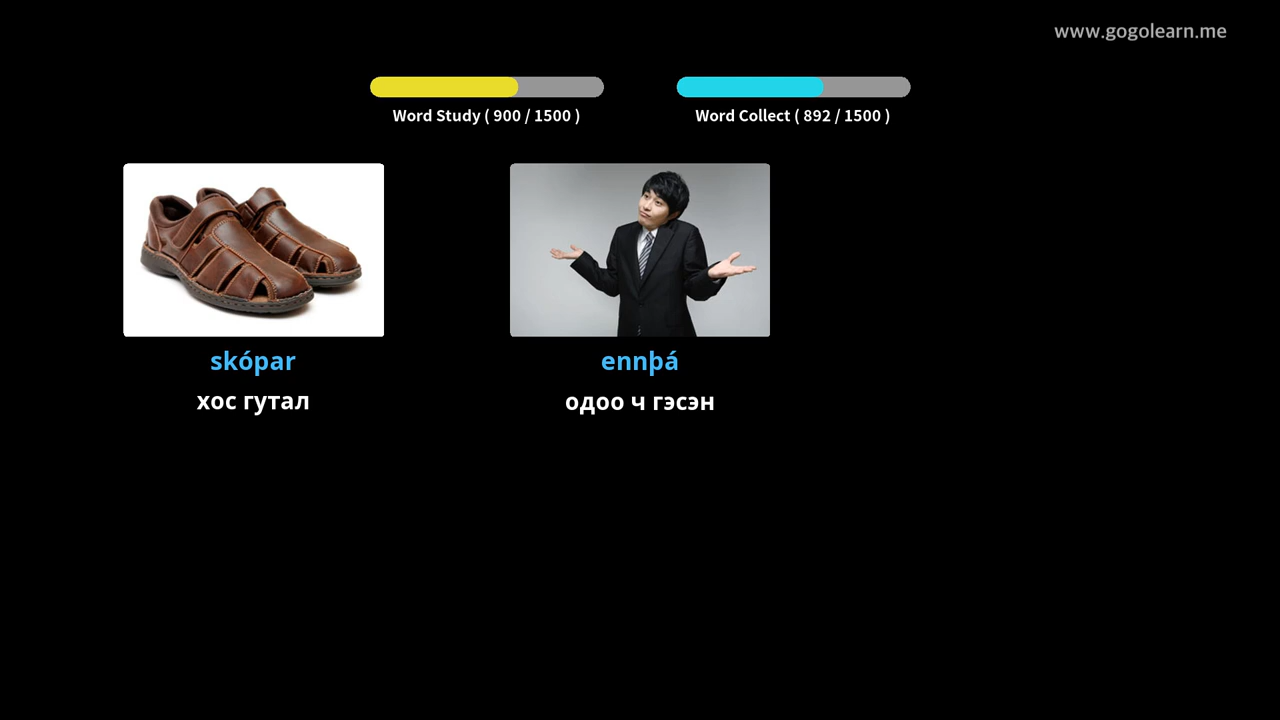 www.gogolearn.me
Word Study ( 900 / 1500 )
Word Collect ( 892 / 1500 )
skópar
хос гутал
ennþá
одоо ч гэсэн